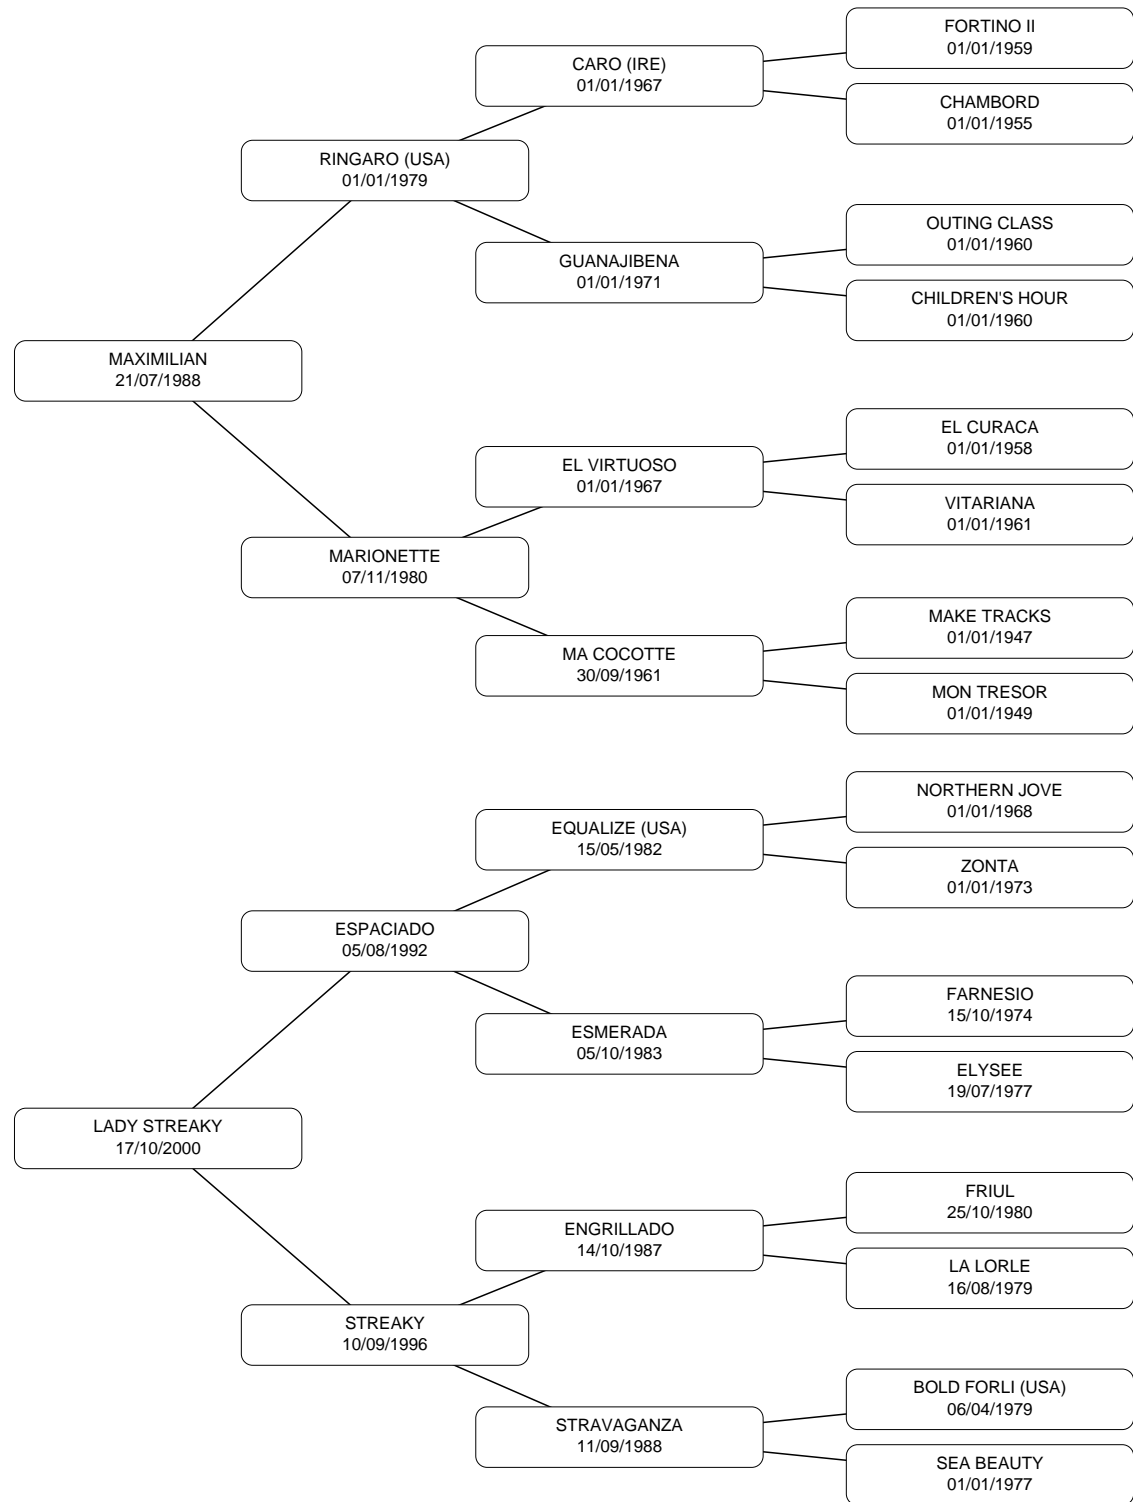 FORTINO II
01/01/1959
CARO (IRE)
01/01/1967
CHAMBORD
01/01/1955
RINGARO (USA)
01/01/1979
OUTING CLASS
01/01/1960
GUANAJIBENA
01/01/1971
CHILDREN'S HOUR
01/01/1960
MAXIMILIAN
21/07/1988
EL CURACA
01/01/1958
EL VIRTUOSO
01/01/1967
VITARIANA
01/01/1961
MARIONETTE
07/11/1980
MAKE TRACKS
01/01/1947
MA COCOTTE
30/09/1961
MON TRESOR
01/01/1949
NORTHERN JOVE
01/01/1968
EQUALIZE (USA)
15/05/1982
ZONTA
01/01/1973
ESPACIADO
05/08/1992
FARNESIO
15/10/1974
ESMERADA
05/10/1983
ELYSEE
19/07/1977
LADY STREAKY
17/10/2000
FRIUL
25/10/1980
ENGRILLADO
14/10/1987
LA LORLE
16/08/1979
STREAKY
10/09/1996
BOLD FORLI (USA)
06/04/1979
STRAVAGANZA
11/09/1988
SEA BEAUTY
01/01/1977